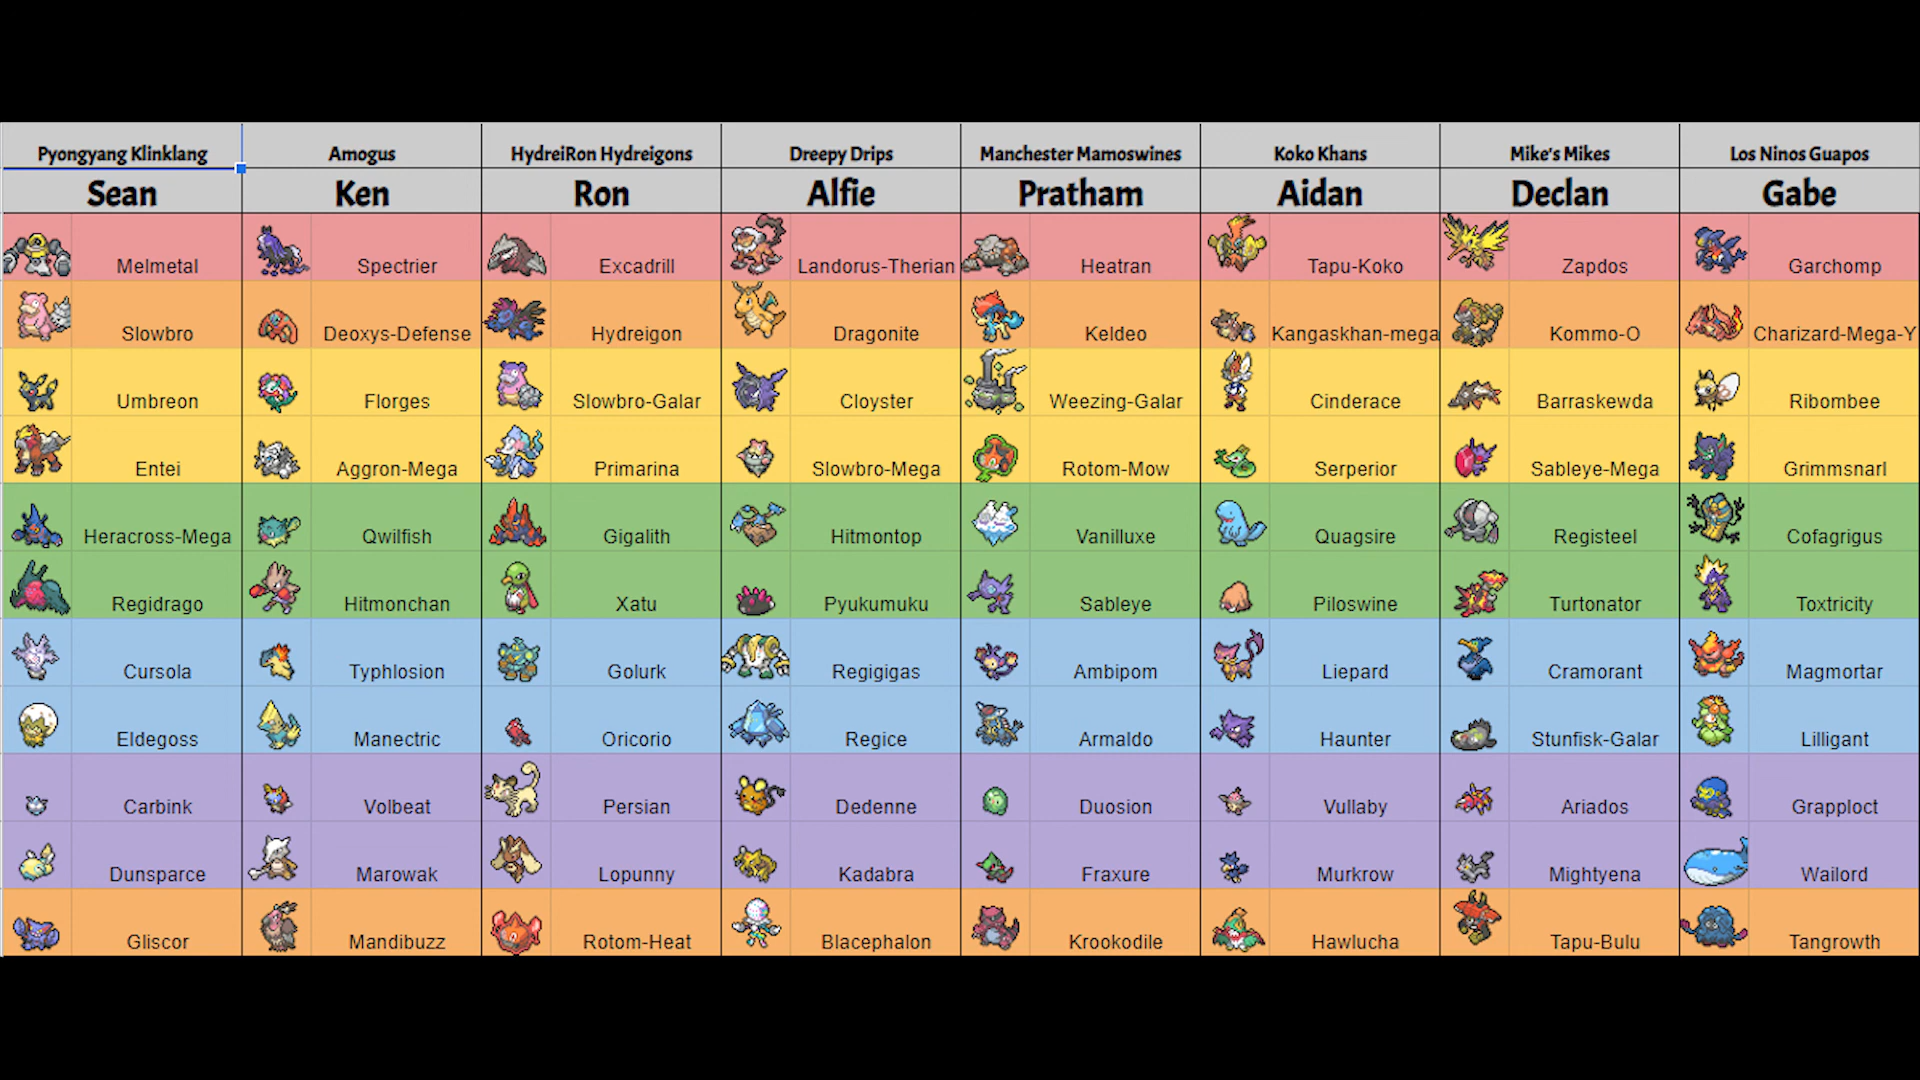 Pyongyang Klinklang Amogus HydreiRon Hydreigons Dreepy Drips Manchester Mamoswines Koko Khans Mike's Mikes Los Ninos Guapos
Sean Ken Ron Alfie Pratham Aidan Declan Gabe
Melmetal Spectrier Excadrill Landorus-Therian Heatran Tapu-Koko Zapdos Garchomp
Slowbro Deoxys-Defense Hydreigon Dragonite Keldeo Kangaskhan-mega Kommo-O Charizard-Mega-Y
Umbreon Florges Slowbro-Galar Cloyster Weezing-Galar Cinderace Barraskewda Ribombee
Entei Aggron-Mega Primarina Slowbro-Mega Rotom-Mow Serperior Sableye-Mega Grimmsnarl
Heracross-Mega Qwilfish Gigalith Hitmontop Vanilluxe Quagsire Registeel Cofagrigus
Regidrago Hitmonchan Xatu Pyukumuku Sableye Piloswine Turtonator Toxtricity
Cursola Typhlosion Golurk Regigigas Ambipom Liepard Cramorant Magmortar
Eldegoss Manectric Oricorio Regice Armaldo Haunter Stunfisk-Galar Lilligant
Carbink Volbeat Persian Dedenne Duosion Vullaby Ariados Grapploct
Dunsparce Marowak Lopunny Kadabra Fraxure Murkrow Mightyena Wailord
Gliscor Mandibuzz Rotom-Heat Blacephalon Krookodile Hawlucha Tapu-Bulu Tangrowth